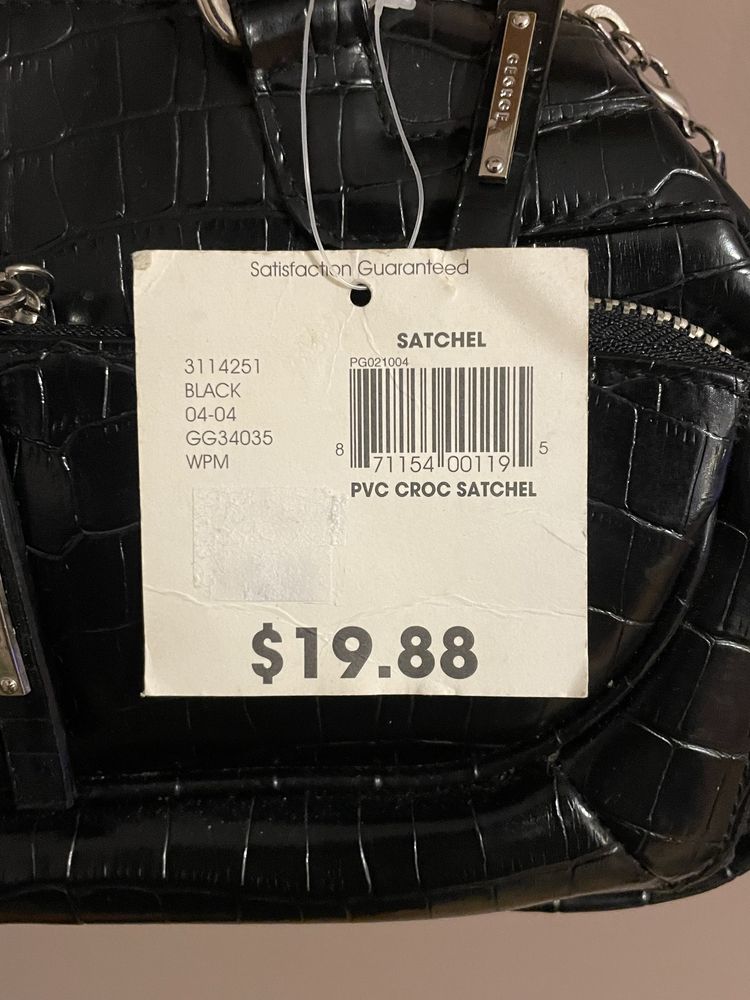 GEORGE
Satisfaction Guaranteed
3114251
BLACK
04-04
GG34035
WPM
SATCHEL
PG021004
8 71154 00119 5
PVC CROC SATCHEL
$19.88